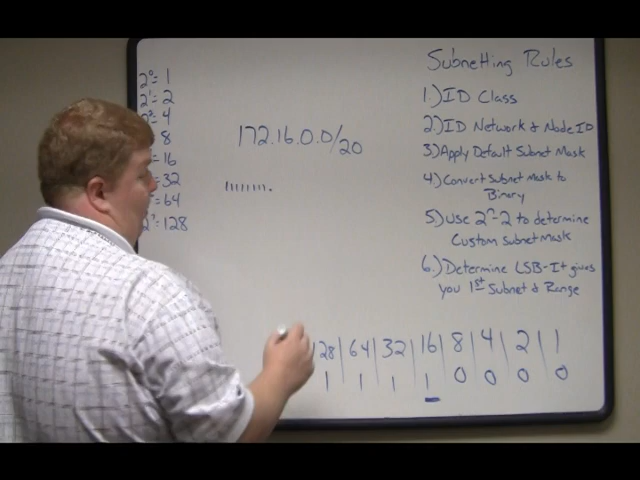 Subnetting Rules
1.) ID Class
2.) ID Network & Node ID
3.) Apply Default Subnet Mask
4.) Convert Subnet Mask to
Binary
5.) Use 2ⁿ-2 to determine
Custom Subnet Mask
6.) Determine LSB-It gives
you 1st Subnet & Range
172.16.0.0/20
11111111.
2⁰= 1
2¹= 2
= 4
8
= 16
= 32
= 64
2⁷= 128
128 | 64 | 32 | 16 | 8 | 4 | 2 | 1
1 1 1 1 0 0 0 0